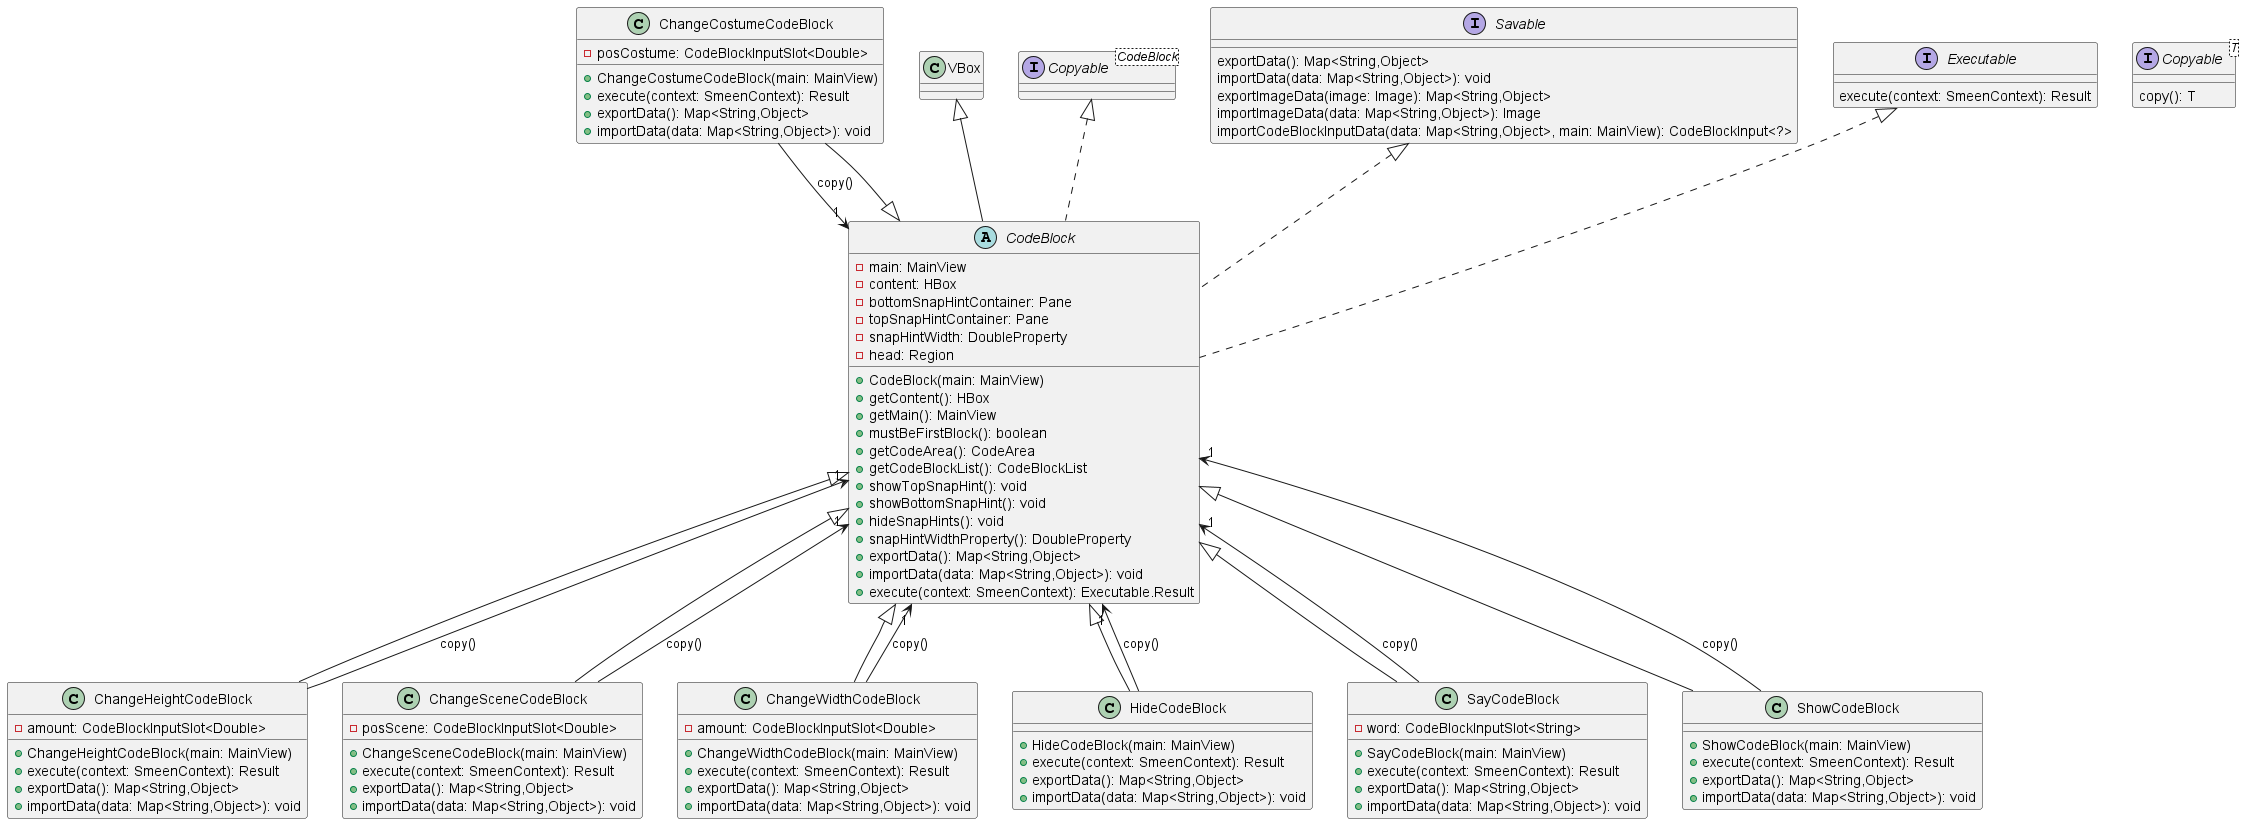 C ChangeCostumeCodeBlock
posCostume: CodeBlockInputSlot<Double>
ChangeCostumeCodeBlock(main: MainView)
execute(context: SmeenContext): Result
exportData(): Map<String,Object>
importData(data: Map<String,Object>): void
C VBox
I Copyable
CodeBlock
I Savable
exportData(): Map<String,Object>
importData(data: Map<String,Object>): void
exportImageData(image: Image): Map<String,Object>
importImageData(data: Map<String,Object>): Image
importCodeBlockInputData(data: Map<String,Object>, main: MainView): CodeBlockInput<?>
I Executable
execute(context: SmeenContext): Result
I Copyable
T
copy(): T
copy()
1
A CodeBlock
main: MainView
content: HBox
bottomSnapHintContainer: Pane
topSnapHintContainer: Pane
snapHintWidth: DoubleProperty
head: Region
CodeBlock(main: MainView)
getContent(): HBox
getMain(): MainView
mustBeFirstBlock(): boolean
getCodeArea(): CodeArea
getCodeBlockList(): CodeBlockList
showTopSnapHint(): void
showBottomSnapHint(): void
hideSnapHints(): void
snapHintWidthProperty(): DoubleProperty
exportData(): Map<String,Object>
importData(data: Map<String,Object>): void
execute(context: SmeenContext): Executable.Result
1
1
1
1
1
1
copy()
copy()
copy()
copy()
copy()
copy()
C ChangeHeightCodeBlock
amount: CodeBlockInputSlot<Double>
ChangeHeightCodeBlock(main: MainView)
execute(context: SmeenContext): Result
exportData(): Map<String,Object>
importData(data: Map<String,Object>): void
C ChangeSceneCodeBlock
posScene: CodeBlockInputSlot<Double>
ChangeSceneCodeBlock(main: MainView)
execute(context: SmeenContext): Result
exportData(): Map<String,Object>
importData(data: Map<String,Object>): void
C ChangeWidthCodeBlock
amount: CodeBlockInputSlot<Double>
ChangeWidthCodeBlock(main: MainView)
execute(context: SmeenContext): Result
exportData(): Map<String,Object>
importData(data: Map<String,Object>): void
C HideCodeBlock
HideCodeBlock(main: MainView)
execute(context: SmeenContext): Result
exportData(): Map<String,Object>
importData(data: Map<String,Object>): void
C SayCodeBlock
word: CodeBlockInputSlot<String>
SayCodeBlock(main: MainView)
execute(context: SmeenContext): Result
exportData(): Map<String,Object>
importData(data: Map<String,Object>): void
C ShowCodeBlock
ShowCodeBlock(main: MainView)
execute(context: SmeenContext): Result
exportData(): Map<String,Object>
importData(data: Map<String,Object>): void